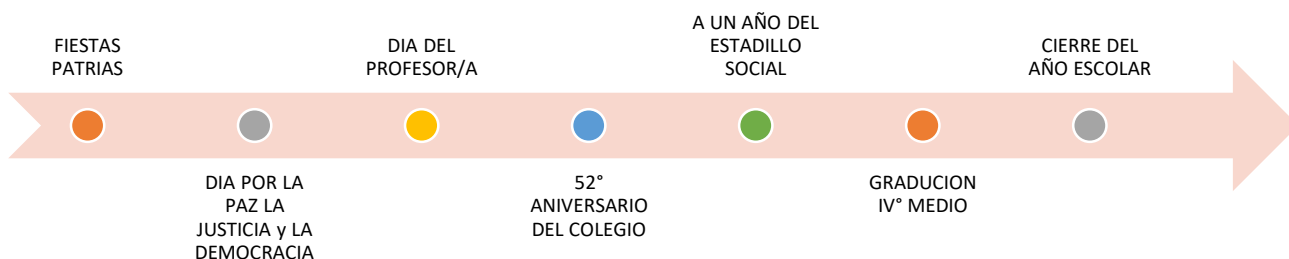 FIESTAS
PATRIAS
DIA POR LA
PAZ LA
JUSTICIA y LA
DEMOCRACIA
DIA DEL
PROFESOR/A
52°
ANIVERSARIO
DEL COLEGIO
A UN AÑO DEL
ESTADILLO
SOCIAL
GRADUCION
IV° MEDIO
CIERRE DEL
AÑO ESCOLAR